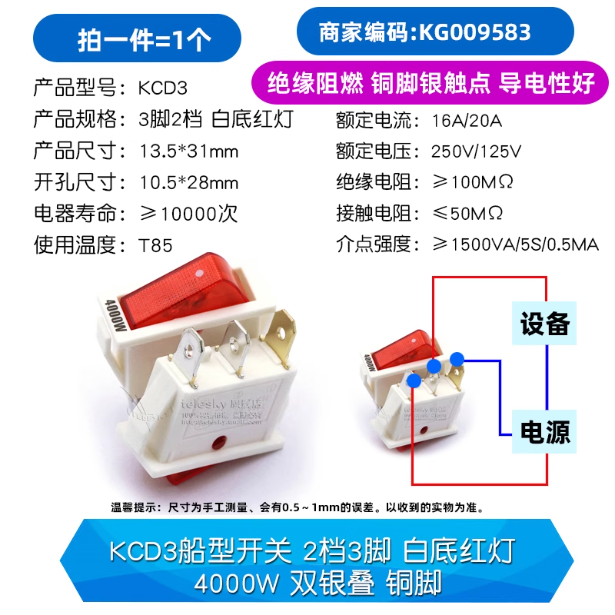 拍一件=1个
商家编码:KG009583
绝缘阻燃 铜脚银触点 导电性好
产品型号: KCD3
产品规格: 3脚2档 白底红灯
产品尺寸: 13.5*31mm
开孔尺寸: 10.5*28mm
电器寿命: ≥10000次
使用温度: T85
额定电流: 16A/20A
额定电压: 250V/125V
绝缘电阻: ≥100MΩ
接触电阻: ≤50MΩ
介点强度: ≥1500VA/5S/0.5MA
4000W
telesky
4000W
设备
电源
温馨提示: 尺寸为手工测量、会有0.5~1mm的误差。以收到的实物为准。
KCD3船型开关 2档3脚 白底红灯
4000W 双银叠 铜脚